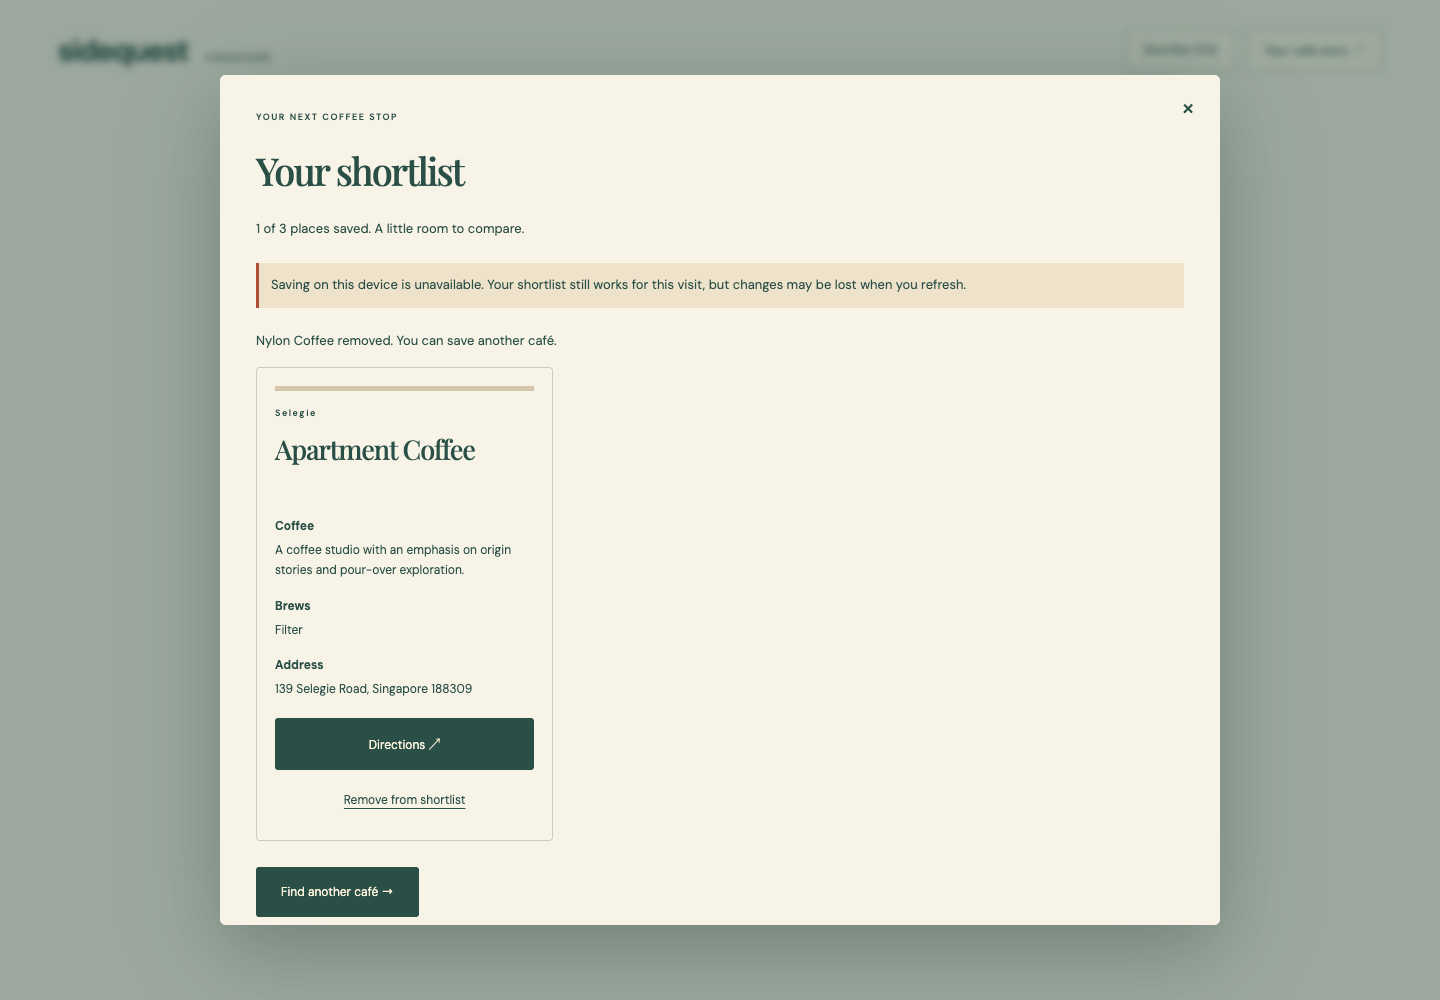 sidequest
YOUR NEXT COFFEE STOP
×
Your shortlist
1 of 3 places saved. A little room to compare.
Saving on this device is unavailable. Your shortlist still works for this visit, but changes may be lost when you refresh.
Nylon Coffee removed. You can save another café.
Selegie
Apartment Coffee
Coffee
A coffee studio with an emphasis on origin
stories and pour-over exploration.
Brews
Filter
Address
139 Selegie Road, Singapore 188309
Directions ↗
Remove from shortlist
Find another café →